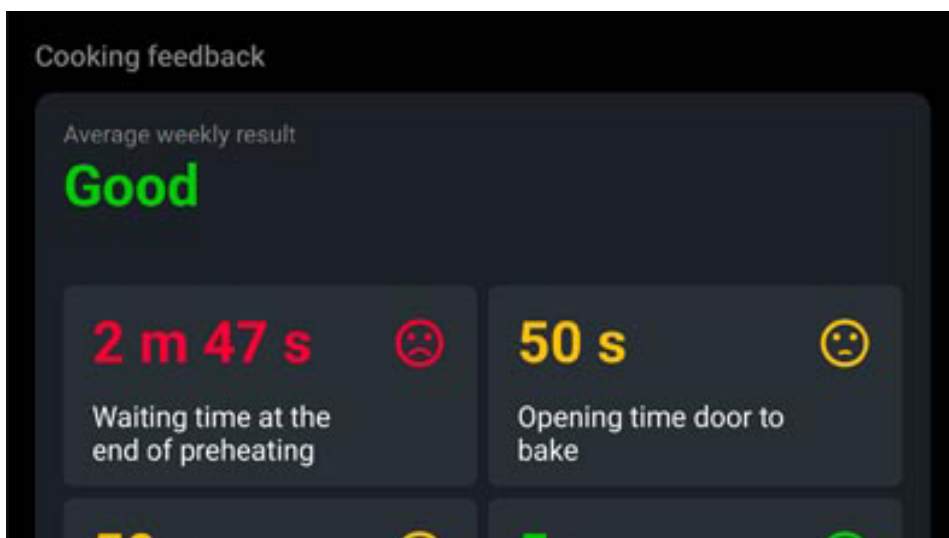 Cooking feedback
Average weekly result
Good
2 m 47 s
Waiting time at the
end of preheating
50 s
Opening time door to
bake